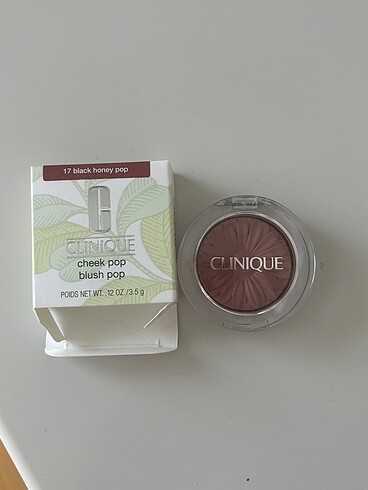 17 black honey pop
CLINIQUE
cheek pop
blush pop
POIDS NET WT. .12 OZ./3.5 g
CLINIQUE